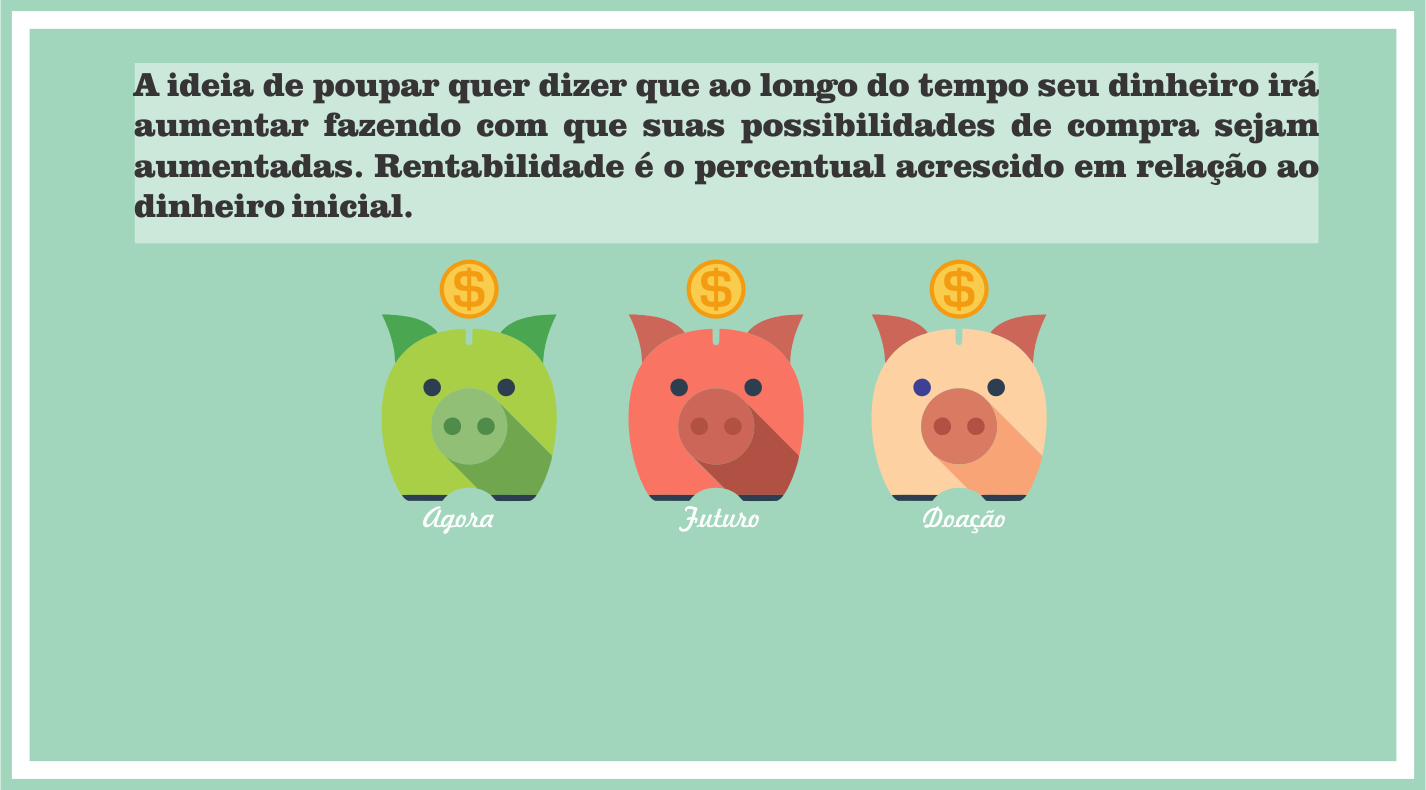 A ideia de poupar quer dizer que ao longo do tempo seu dinheiro irá
aumentar fazendo com que suas possibilidades de compra sejam
aumentadas. Rentabilidade é o percentual acrescido em relação ao
dinheiro inicial.
$ $ $
Agora Futuro Doação